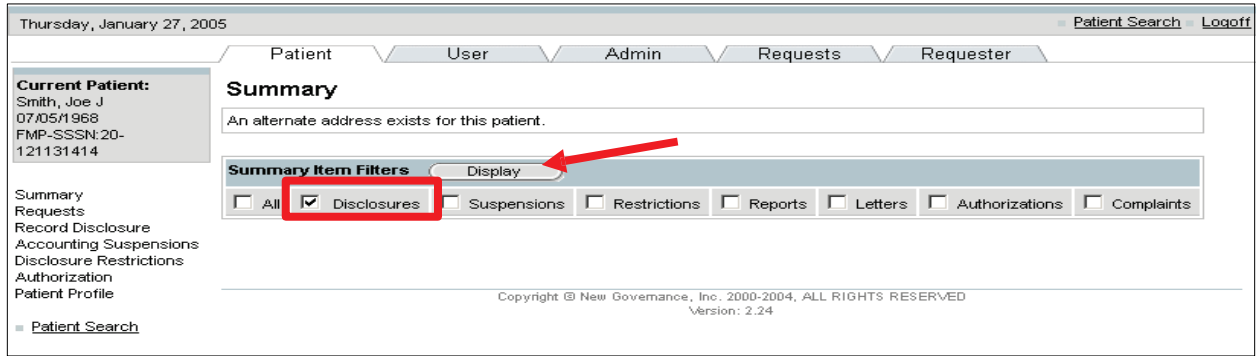 Thursday, January 27, 2005
Patient Search Logoff
Patient User Admin Requests Requester
Current Patient:
Smith, Joe J
07/05/1968
FMP-SSSN:20-
121131414
Summary
Requests
Record Disclosure
Accounting Suspensions
Disclosure Restrictions
Authorization
Patient Profile
Patient Search
Summary
An alternate address exists for this patient.
Summary Item Filters Display
All Disclosures Suspensions Restrictions Reports Letters Authorizations Complaints
Copyright © New Governance, Inc. 2000-2004, ALL RIGHTS RESERVED
Version: 2.24